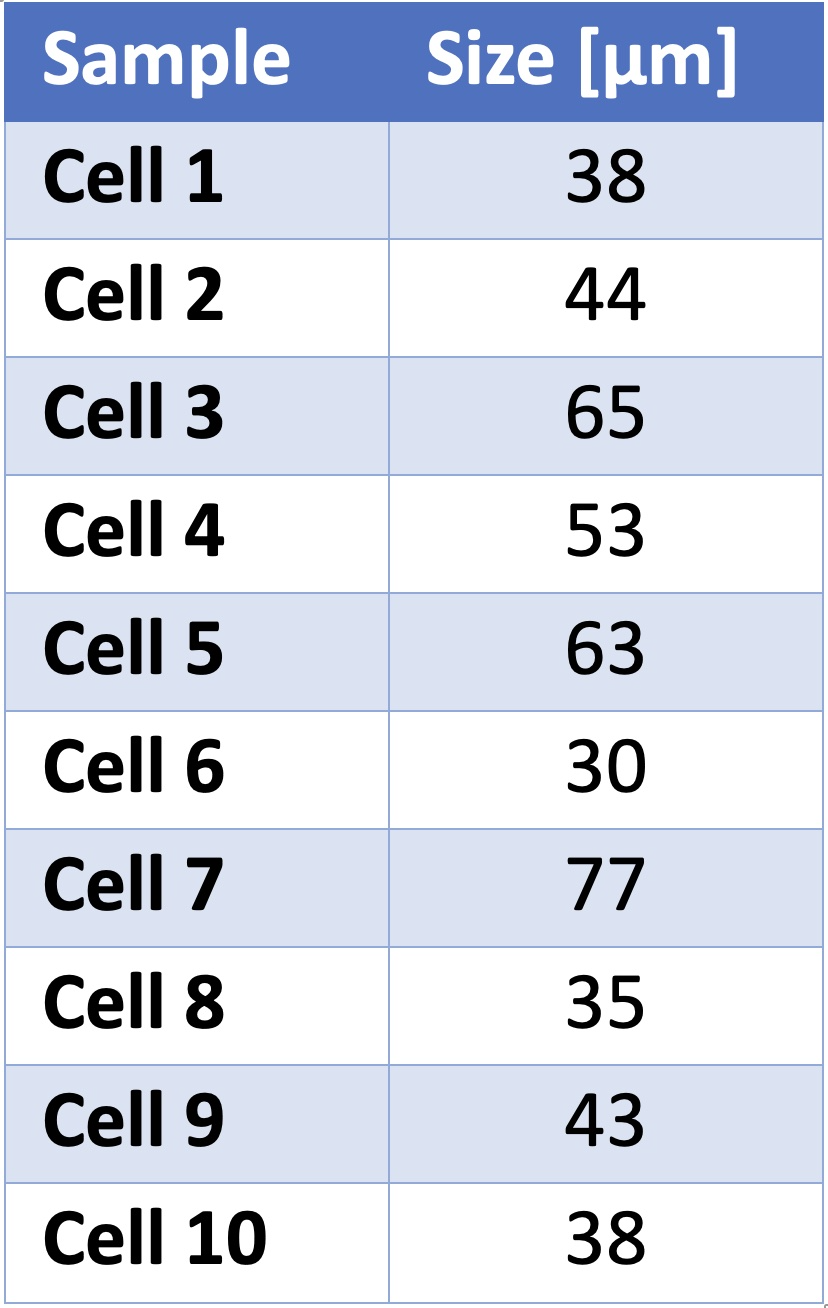 Sample Size [µm]
Cell 1 38
Cell 2 44
Cell 3 65
Cell 4 53
Cell 5 63
Cell 6 30
Cell 7 77
Cell 8 35
Cell 9 43
Cell 10 38